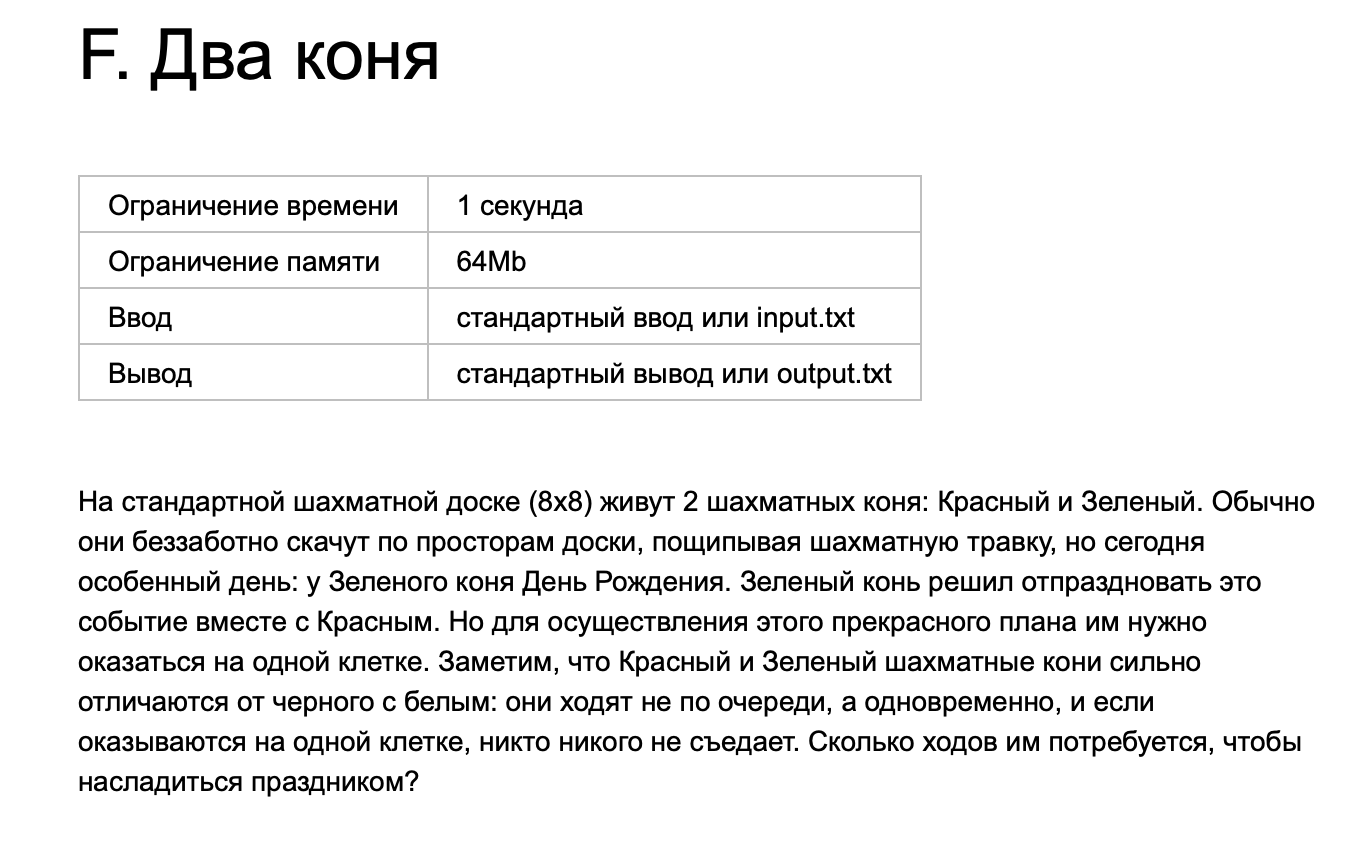 F. Два коня
Ограничение времени 1 секунда
Ограничение памяти 64Mb
Ввод стандартный ввод или input.txt
Вывод стандартный вывод или output.txt
На стандартной шахматной доске (8х8) живут 2 шахматных коня: Красный и Зеленый. Обычно
они беззаботно скачут по просторам доски, пощипывая шахматную травку, но сегодня
особенный день: у Зеленого коня День Рождения. Зеленый конь решил отпраздновать это
событие вместе с Красным. Но для осуществления этого прекрасного плана им нужно
оказаться на одной клетке. Заметим, что Красный и Зеленый шахматные кони сильно
отличаются от черного с белым: они ходят не по очереди, а одновременно, и если
оказываются на одной клетке, никто никого не съедает. Сколько ходов им потребуется, чтобы
насладиться праздником?